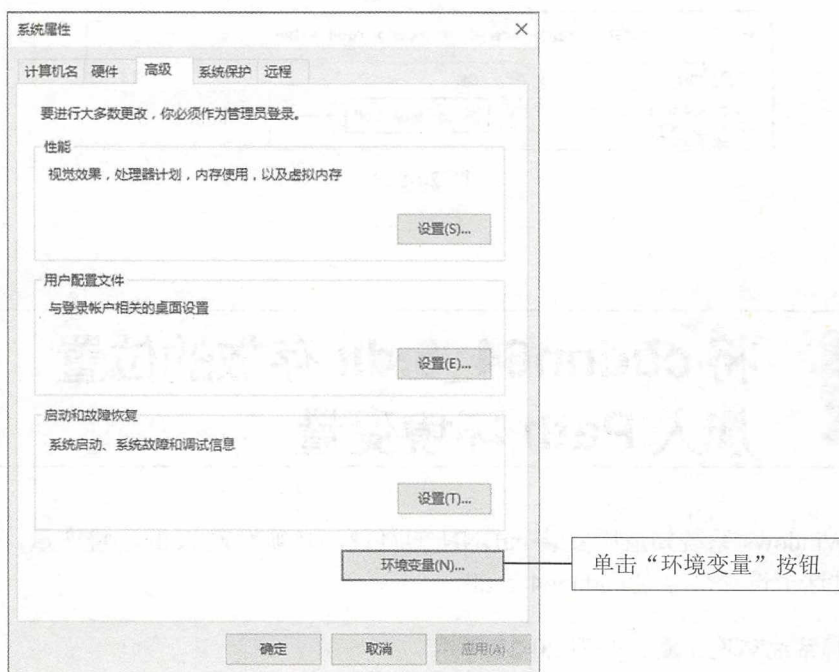 系统属性
计算机名 硬件 高级 系统保护 远程
要进行大多数更改，你必须作为管理员登录。
性能
视觉效果，处理器计划，内存使用，以及虚拟内存
设置(S)...
用户配置文件
与登录帐户相关的桌面设置
设置(E)...
启动和故障恢复
系统启动、系统故障和调试信息
设置(T)...
环境变量(N)...
单击“环境变量”按钮
确定 取消 应用(A)